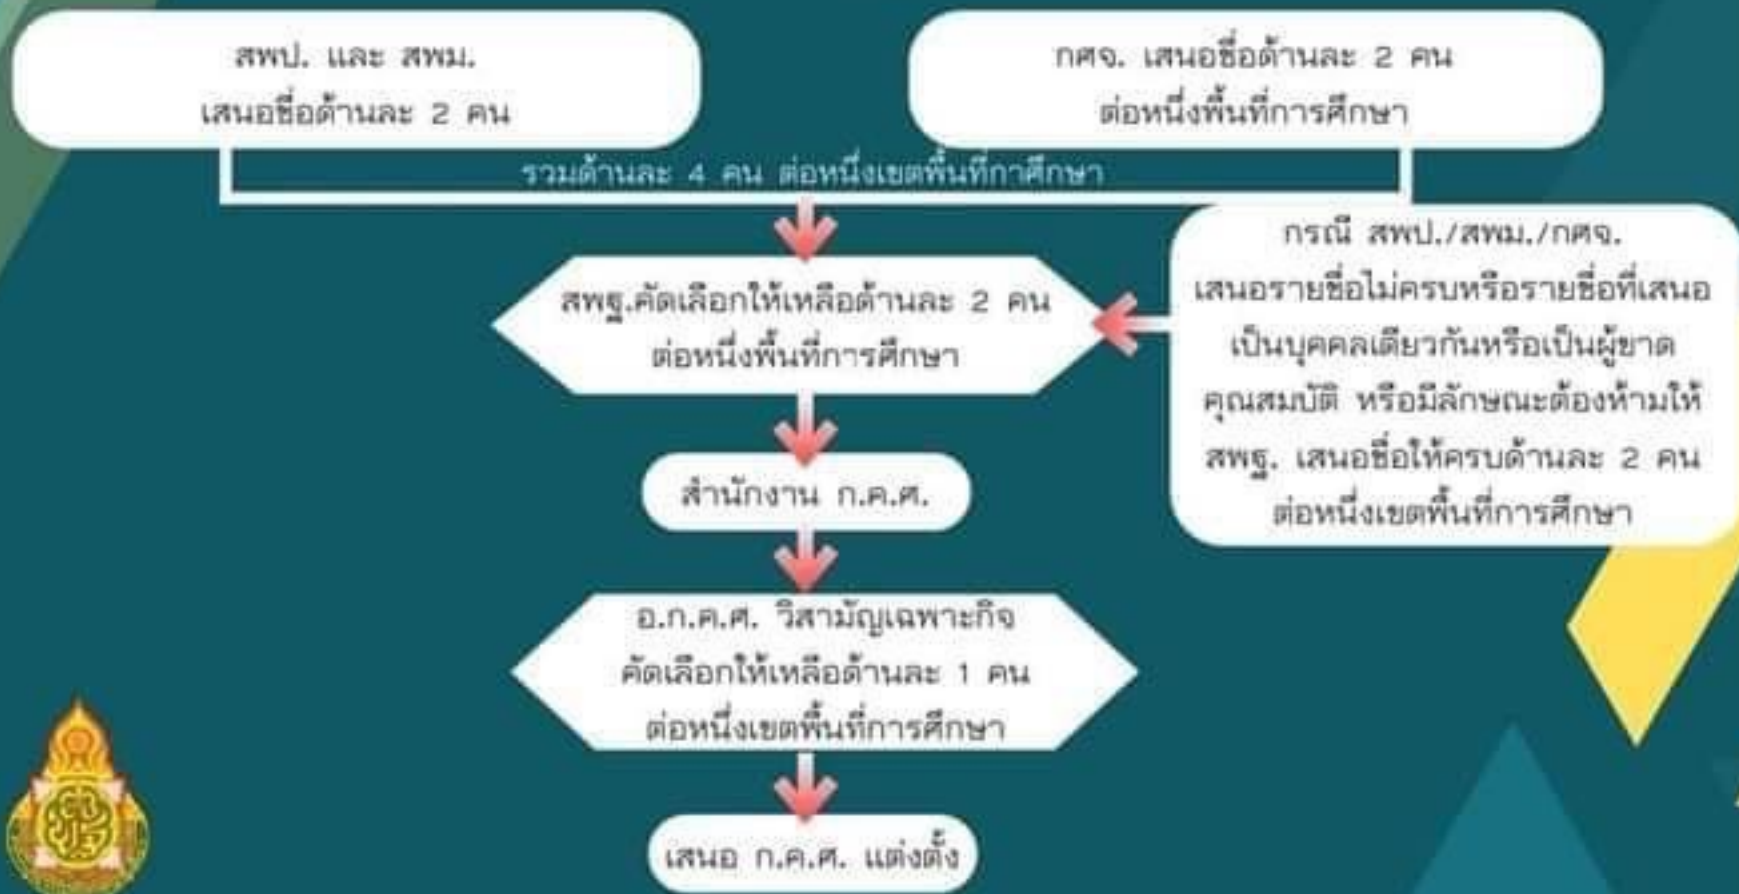 สพป. และ สพม.
เสนอชื่อด้านละ 2 คน
กศจ. เสนอชื่อด้านละ 2 คน
ต่อหนึ่งพื้นที่การศึกษา
รวมด้านละ 4 คน ต่อหนึ่งเขตพื้นที่กาศึกษา
สพฐ.คัดเลือกให้เหลือด้านละ 2 คน
ต่อหนึ่งพื้นที่การศึกษา
กรณี สพป./สพม./กศจ.
เสนอรายชื่อไม่ครบหรือรายชื่อที่เสนอ
เป็นบุคคลเดียวกันหรือเป็นผู้ขาด
คุณสมบัติ หรือมีลักษณะต้องห้ามให้
สพฐ. เสนอชื่อให้ครบด้านละ 2 คน
ต่อหนึ่งเขตพื้นที่การศึกษา
สำนักงาน ก.ค.ศ.
อ.ก.ค.ศ. วิสามัญเฉพาะกิจ
คัดเลือกให้เหลือด้านละ 1 คน
ต่อหนึ่งเขตพื้นที่การศึกษา
เสนอ ก.ค.ศ. แต่งตั้ง